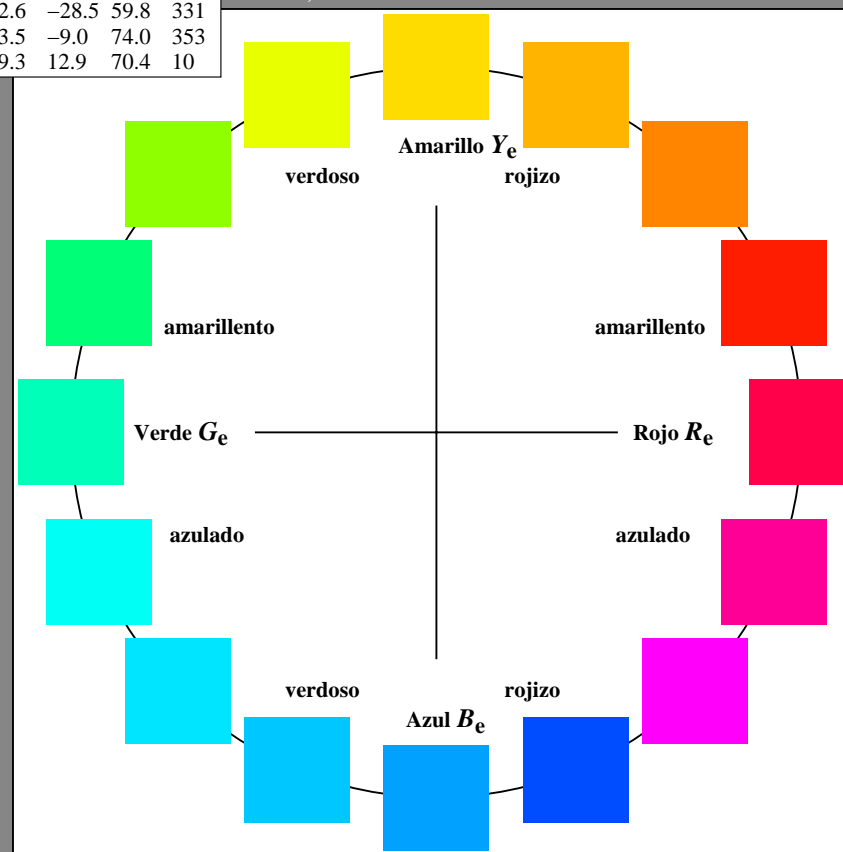 2.6 –28.5 59.8 331
3.5 –9.0 74.0 353
9.3 12.9 70.4 10
Amarillo Yₑ
verdoso rojizo
amarillento amarillento
Verde Gₑ Rojo Rₑ
azulado azulado
verdoso rojizo
Azul Bₑ